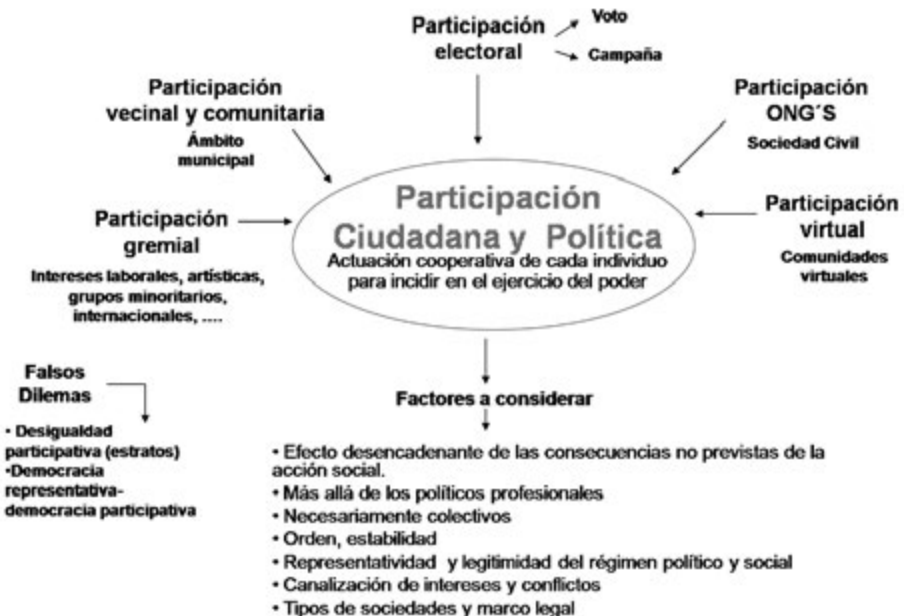 Participación
electoral
Voto
Campaña
Participación
vecinal y comunitaria
Ámbito
municipal
Participación
ONG´S
Sociedad Civil
Participación
gremial
Intereses laborales, artísticas,
grupos minoritarios,
internacionales, ....
Participación
Ciudadana y Política
Actuación cooperativa de cada individuo
para incidir en el ejercicio del poder
Participación
virtual
Comunidades
virtuales
Falsos
Dilemas
• Desigualdad
participativa (estratos)
•Democracia
representativa-
democracia participativa
Factores a considerar
• Efecto desencadenante de las consecuencias no previstas de la
acción social.
• Más allá de los políticos profesionales
• Necesariamente colectivos
• Orden, estabilidad
• Representatividad y legitimidad del régimen político y social
• Canalización de intereses y conflictos
• Tipos de sociedades y marco legal